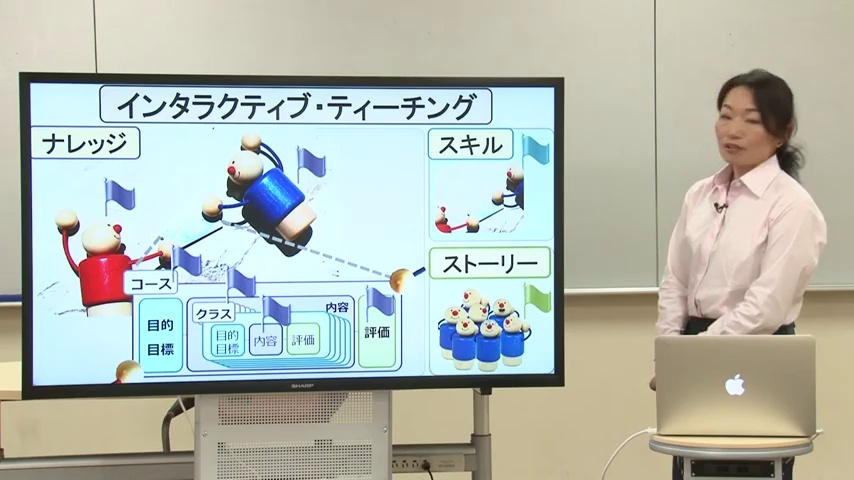 インタラクティブ・ティーチング
ナレッジ
スキル
ストーリー
コース
目的
目標
クラス
内容
目的
目標
内容
評価
評価
SHARP